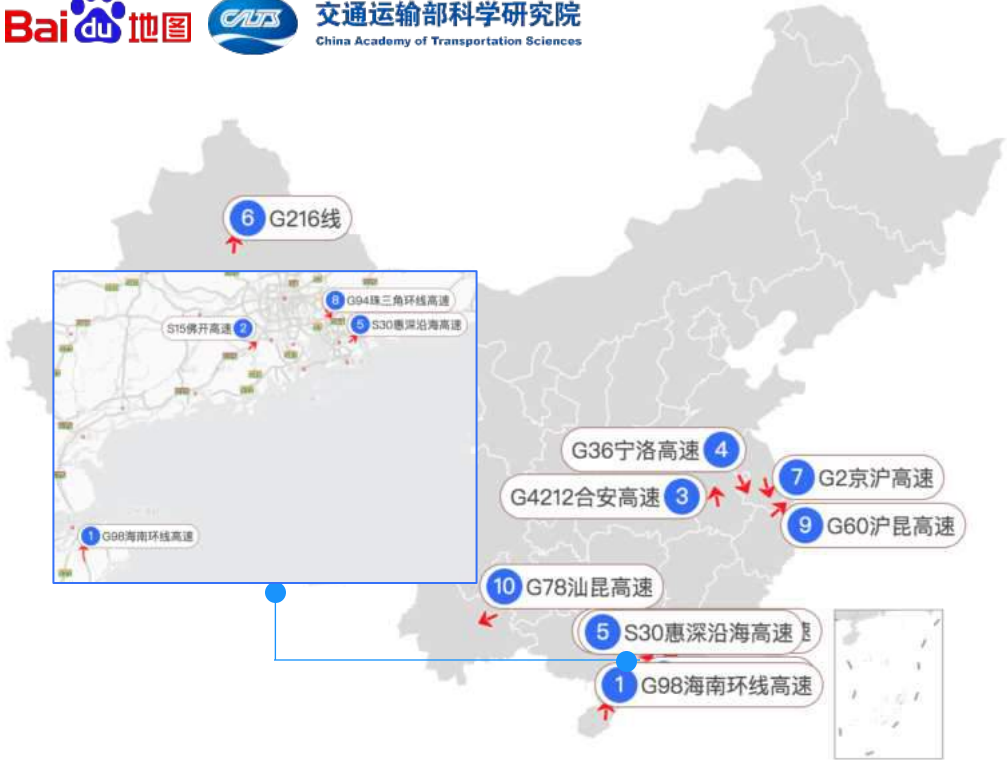 Bai du 地图
CATS
交通运输部科学研究院
China Academy of Transportation Sciences
6 G216线
8 G94珠三角环线高速
S15佛开高速 2
5 S30惠深沿海高速
1 G98海南环线高速
G36宁洛高速 4
7 G2京沪高速
G4212合安高速 3
9 G60沪昆高速
10 G78汕昆高速
5 S30惠深沿海高速
速
1 G98海南环线高速